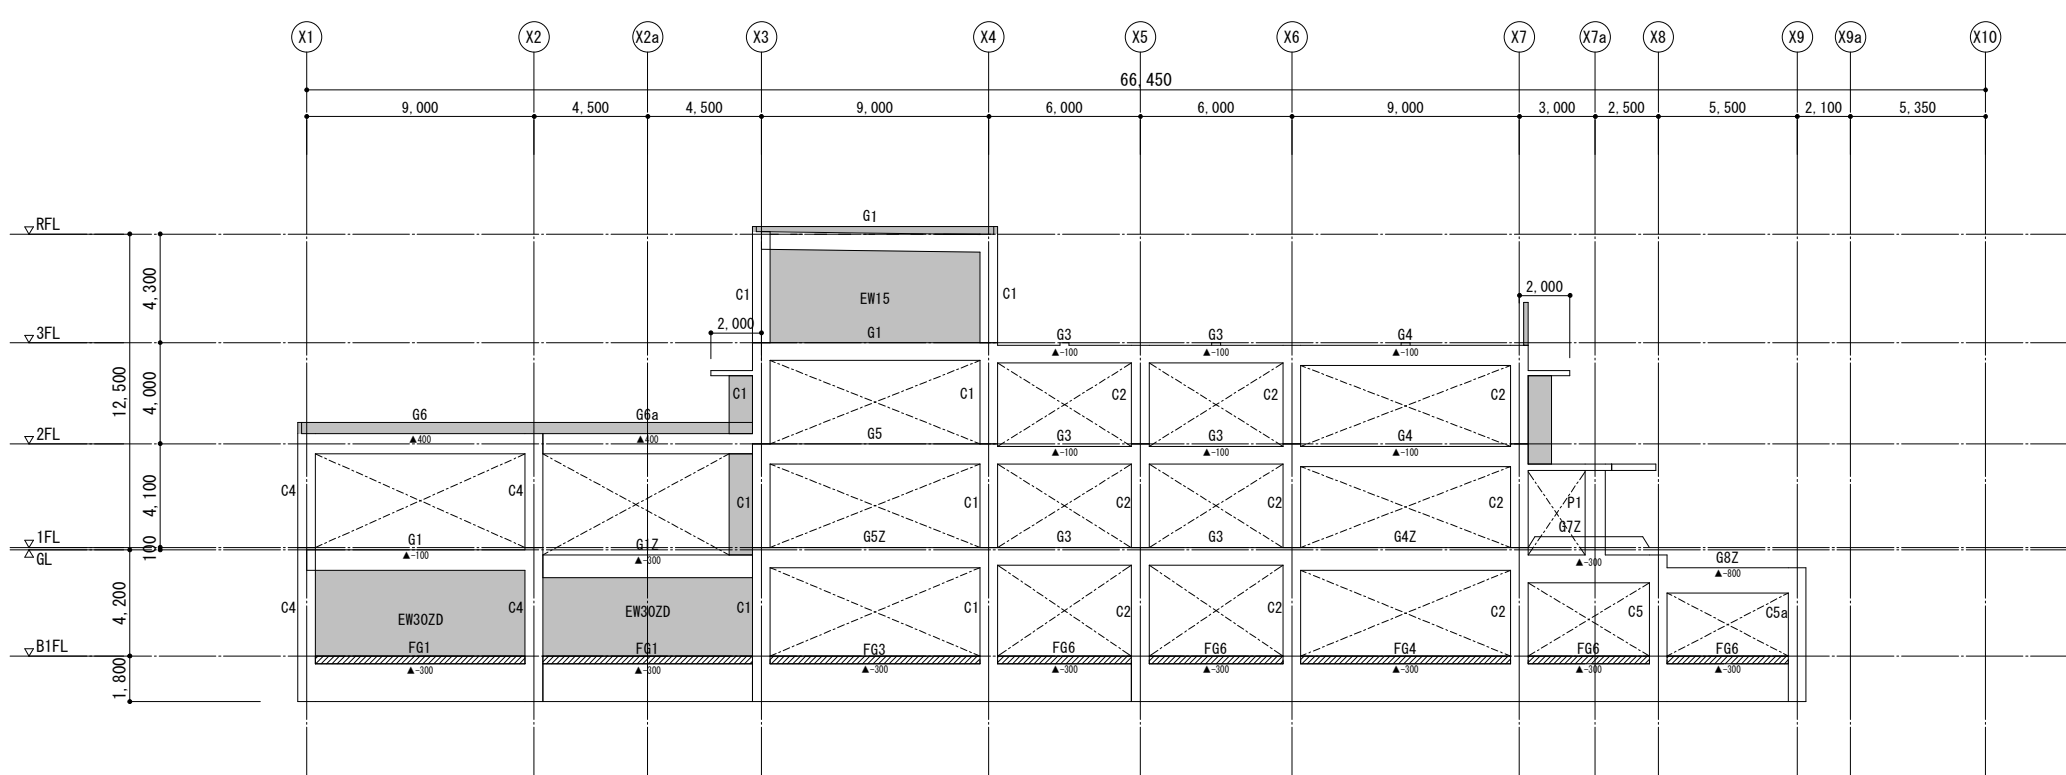 X1 X2 X2a X3 X4 X5 X6 X7 X7a X8 X9 X9a X10
66,450
9,000 4,500 4,500 9,000 6,000 6,000 9,000 3,000 2,500 5,500 2,100 5,350
G1
▽RFL
4,300
C1 EW15 C1
2,000
2,000
▽3FL
G1 G3 G3 G4
▲-100 ▲-100 ▲-100
12,500
4,000
C1 C1 C2 C2 C2
G6 G6a
▲400 ▲400
▽2FL
G5 G3 G3 G4
▲-100 ▲-100 ▲-100
4,100
C4 C4 C1 C1 C2 C2 C2 P1
G7Z
▽1FL
G1 G1Z G5Z G3 G3 G4Z
100
▽GL
▲-100 ▲-300 ▲-300
G8Z
▲-800
4,200
C4 C4 C1 C1 C2 C2 C2 C5 C5a
EW30ZD EW30ZD
▽B1FL
FG1 FG1 FG3 FG6 FG6 FG4 FG6 FG6
▲-300 ▲-300 ▲-300 ▲-300 ▲-300 ▲-300 ▲-300 ▲-300
1,800